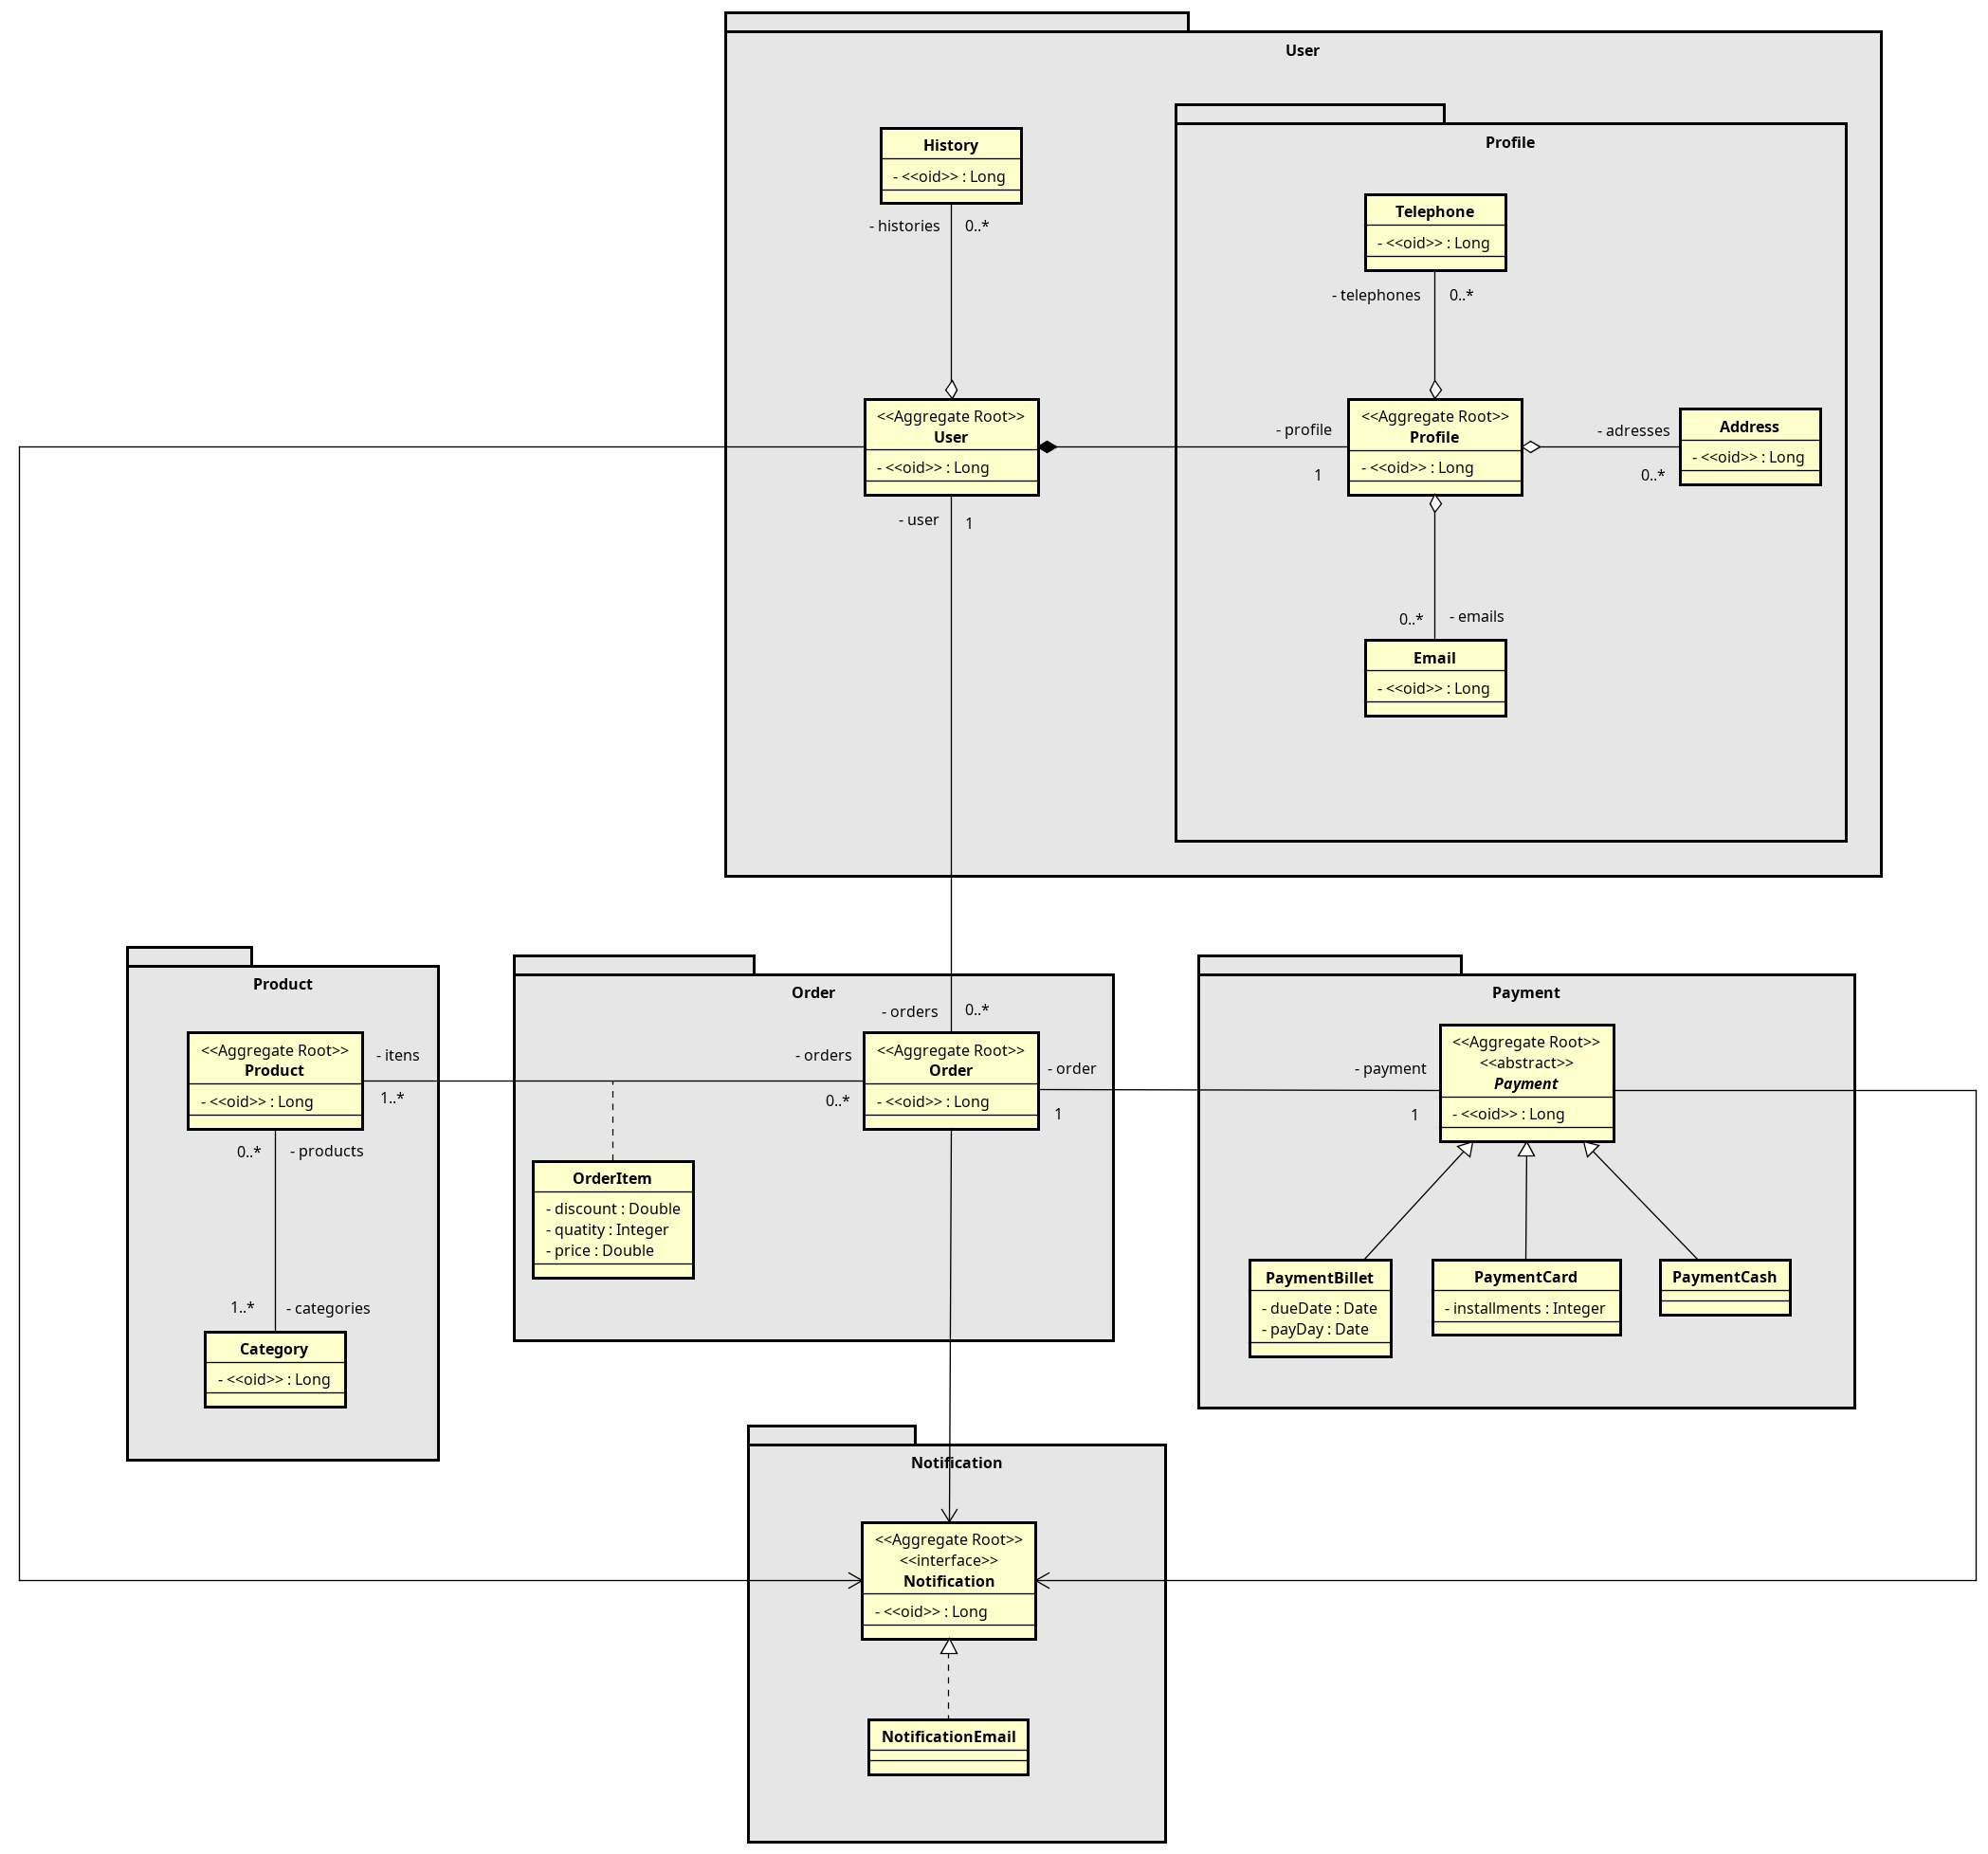 User
Profile
History
- <<oid>> : Long
- histories
0..*
Telephone
- <<oid>> : Long
- telephones
0..*
<<Aggregate Root>>
User
- <<oid>> : Long
- profile
1
<<Aggregate Root>>
Profile
- <<oid>> : Long
- adresses
0..*
Address
- <<oid>> : Long
- user
1
0..*
- emails
Email
- <<oid>> : Long
Product
<<Aggregate Root>>
Product
- <<oid>> : Long
- itens
1..*
0..*
- products
1..*
- categories
Category
- <<oid>> : Long
Order
- orders
0..*
- orders
0..*
<<Aggregate Root>>
Order
- <<oid>> : Long
- order
1
OrderItem
- discount : Double
- quatity : Integer
- price : Double
Payment
- payment
1
<<Aggregate Root>>
<<abstract>>
Payment
- <<oid>> : Long
PaymentBillet
- dueDate : Date
- payDay : Date
PaymentCard
- installments : Integer
PaymentCash
Notification
<<Aggregate Root>>
<<interface>>
Notification
- <<oid>> : Long
NotificationEmail